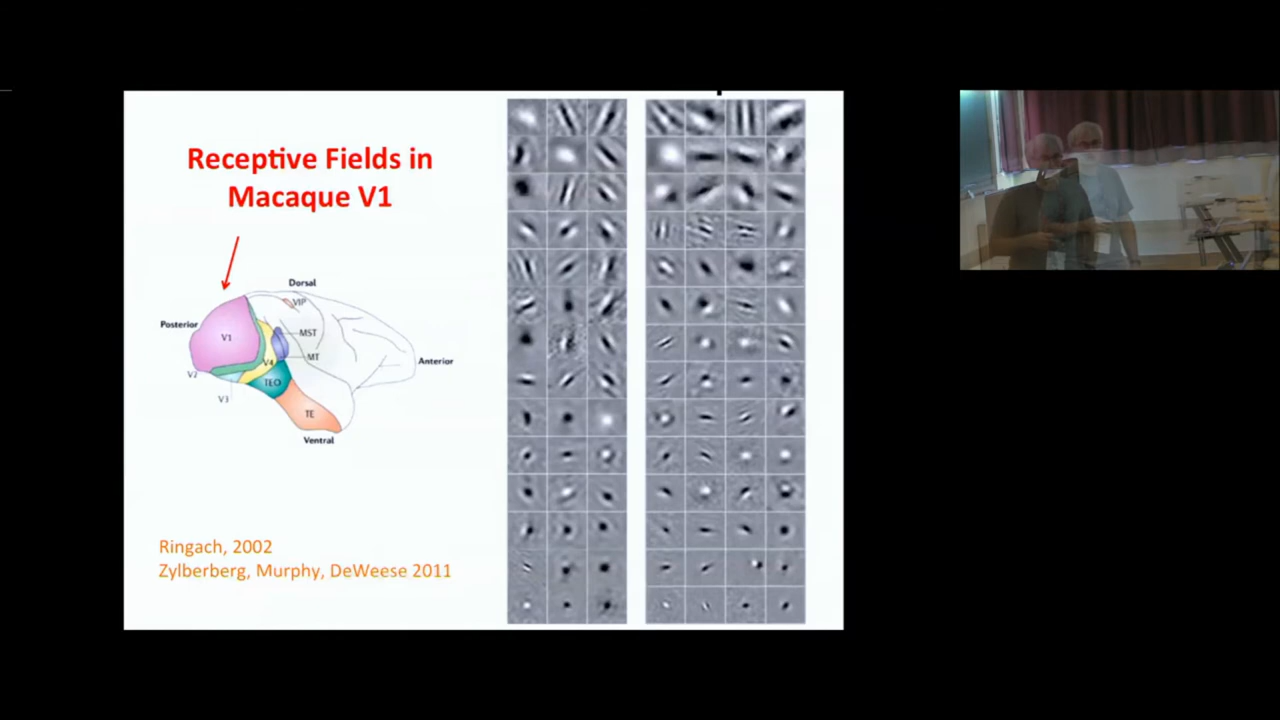 Receptive Fields in
Macaque V1
Dorsal
VIP
Posterior
MST
V1
MT
Anterior
V4
V2
TEO
V3
TE
Ventral
Ringach, 2002
Zylberberg, Murphy, DeWeese 2011